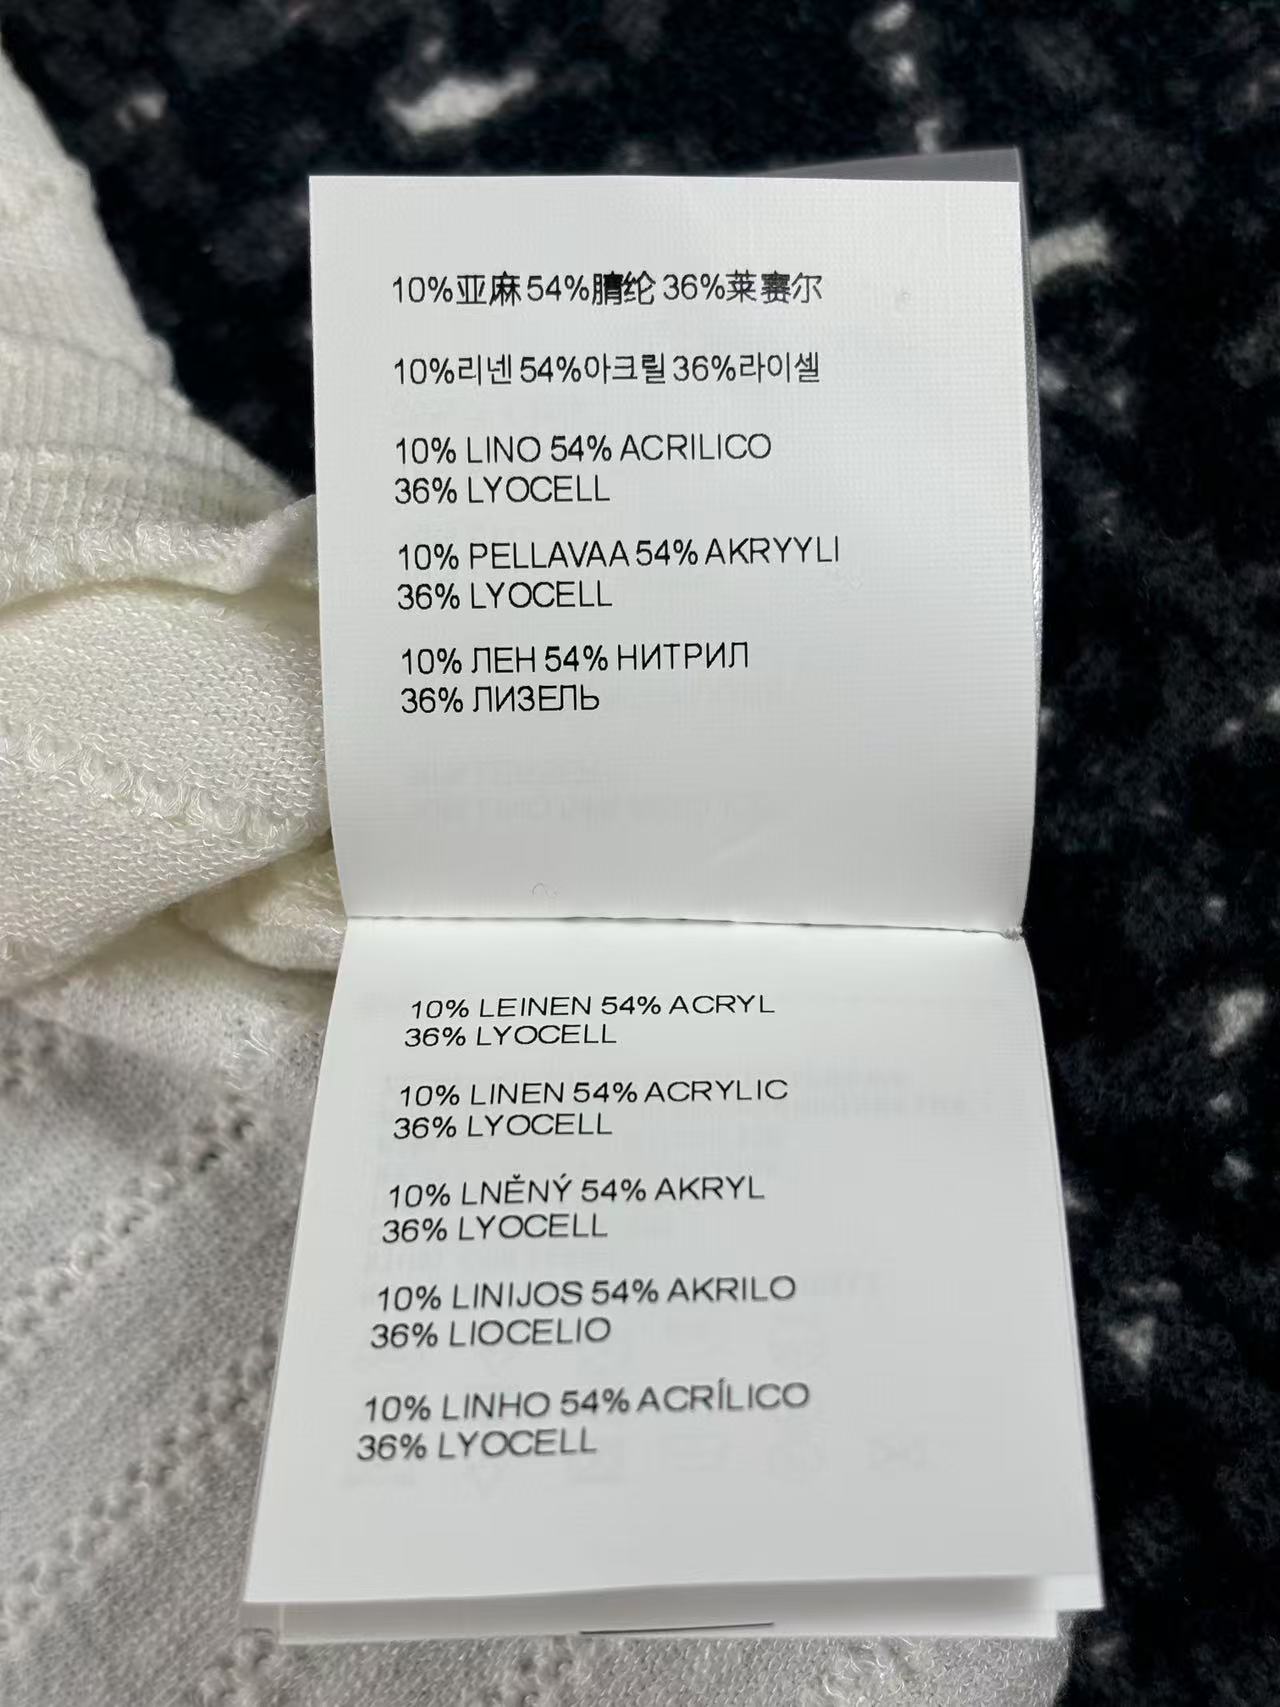 10%亚麻 54%腈纶 36%莱赛尔
10%리넨 54%아크릴 36%라이셀
10% LINO 54% ACRILICO
36% LYOCELL
10% PELLAVAA 54% AKRYYLI
36% LYOCELL
10% ЛЕН 54% НИТРИЛ
36% ЛИЗЕЛЬ
10% LEINEN 54% ACRYL
36% LYOCELL
10% LINEN 54% ACRYLIC
36% LYOCELL
10% LNĚNÝ 54% AKRYL
36% LYOCELL
10% LINIJOS 54% AKRILO
36% LIOCELIO
10% LINHO 54% ACRÍLICO
36% LYOCELL